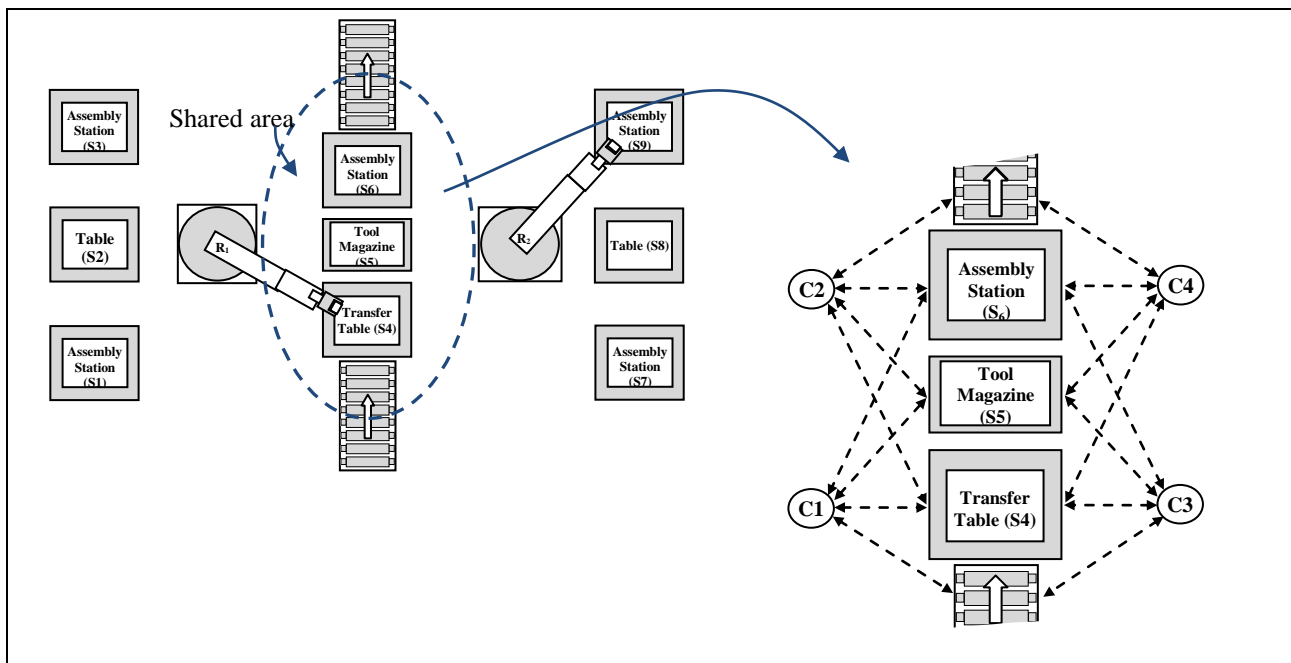 Shared area
Assembly
Station
(S3)
Table
(S2)
Assembly
Station
(S1)
R1
Assembly
Station
(S6)
Tool
Magazine
(S5)
Transfer
Table (S4)
R2
Assembly
Station
(S9)
Table (S8)
Assembly
Station
(S7)
C2
C4
C1
C3
Assembly
Station
(S6)
Tool
Magazine
(S5)
Transfer
Table (S4)